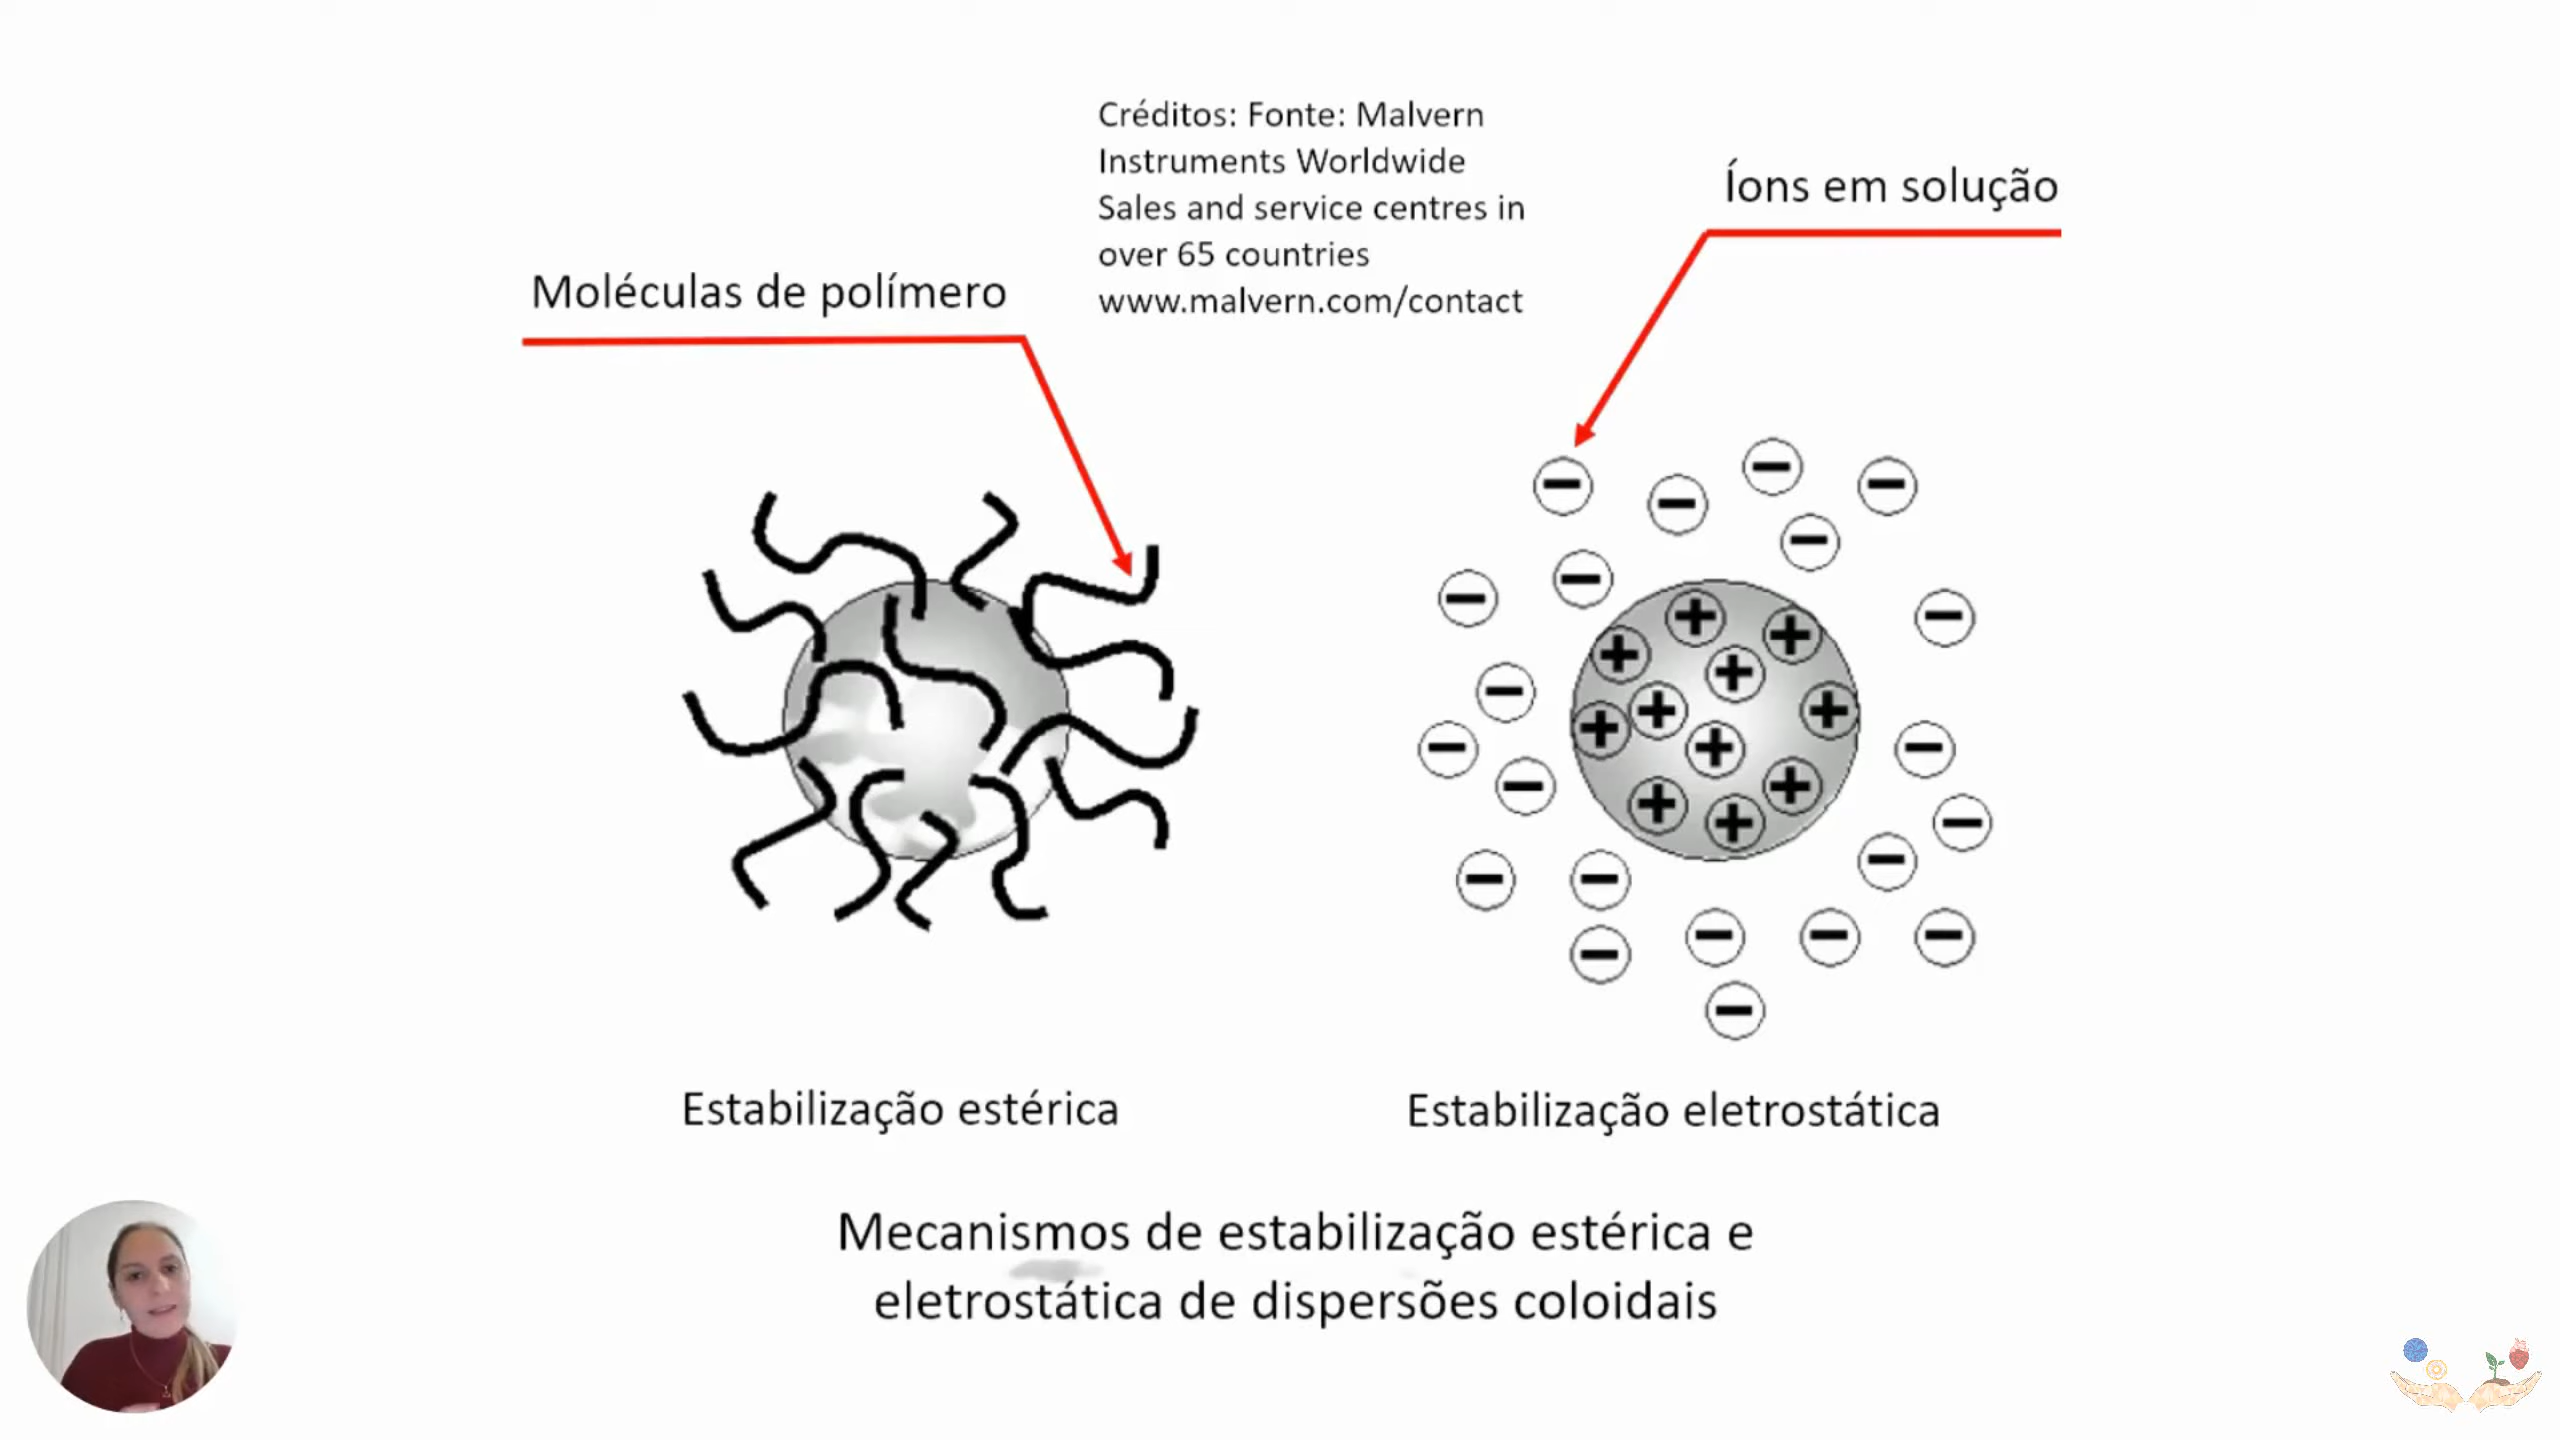 Créditos: Fonte: Malvern
Instruments Worldwide
Sales and service centres in
over 65 countries
www.malvern.com/contact
Íons em solução
Moléculas de polímero
Estabilização estérica
Estabilização eletrostática
Mecanismos de estabilização estérica e
eletrostática de dispersões coloidais